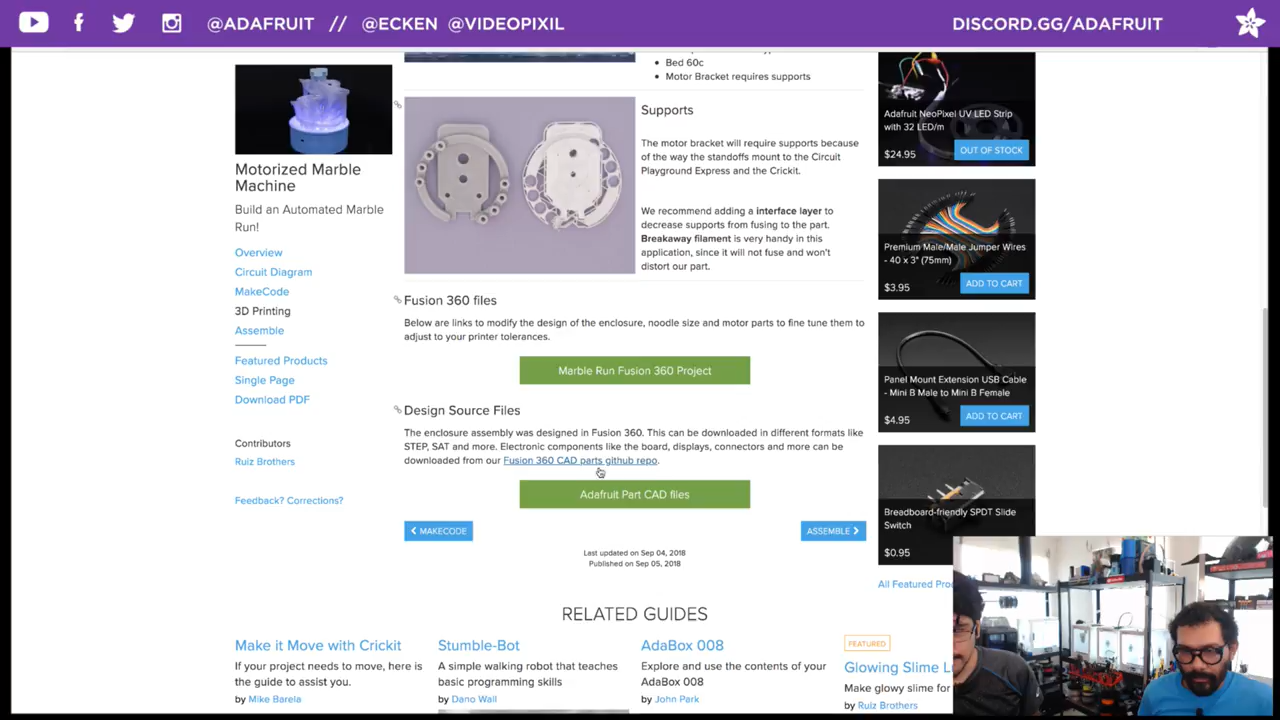 @ADAFRUIT // @ECKEN @VIDEOPIXIL
DISCORD.GG/ADAFRUIT
Motorized Marble
Machine
Build an Automated Marble
Run!
Overview
Circuit Diagram
MakeCode
3D Printing
Assemble
Featured Products
Single Page
Download PDF
Contributors
Ruiz Brothers
Feedback? Corrections?
Bed 60c
Motor Bracket requires supports
Supports
The motor bracket will require supports because
of the way the standoffs mount to the Circuit
Playground Express and the Crickit.
We recommend adding a interface layer to
decrease supports from fusing to the part.
Breakaway filament is very handy in this
application, since it will not fuse and won't
distort our part.
Fusion 360 files
Below are links to modify the design of the enclosure, noodle size and motor parts to fine tune them to
adjust to your printer tolerances.
Marble Run Fusion 360 Project
Design Source Files
The enclosure assembly was designed in Fusion 360. This can be downloaded in different formats like
STEP, SAT and more. Electronic components like the board, displays, connectors and more can be
downloaded from our Fusion 360 CAD parts github repo.
Adafruit Part CAD files
MAKECODE
ASSEMBLE
Last updated on Sep 04, 2018
Published on Sep 05, 2018
Adafruit NeoPixel UV LED Strip
with 32 LED/m
$24.95
OUT OF STOCK
Premium Male/Male Jumper Wires
- 40 x 3" (75mm)
$3.95
ADD TO CART
Panel Mount Extension USB Cable
- Mini B Male to Mini B Female
$4.95
ADD TO CART
Breadboard-friendly SPDT Slide
Switch
$0.95
All Featured
RELATED GUIDES
Make it Move with Crickit
If your project needs to move, here is
the guide to assist you.
by Mike Barela
Stumble-Bot
A simple walking robot that teaches
basic programming skills
by Dano Wall
AdaBox 008
Explore and use the contents of your
AdaBox 008
by John Park
FEATURED
Glowing Slime
Make glowy slime for
by Ruiz Brothers